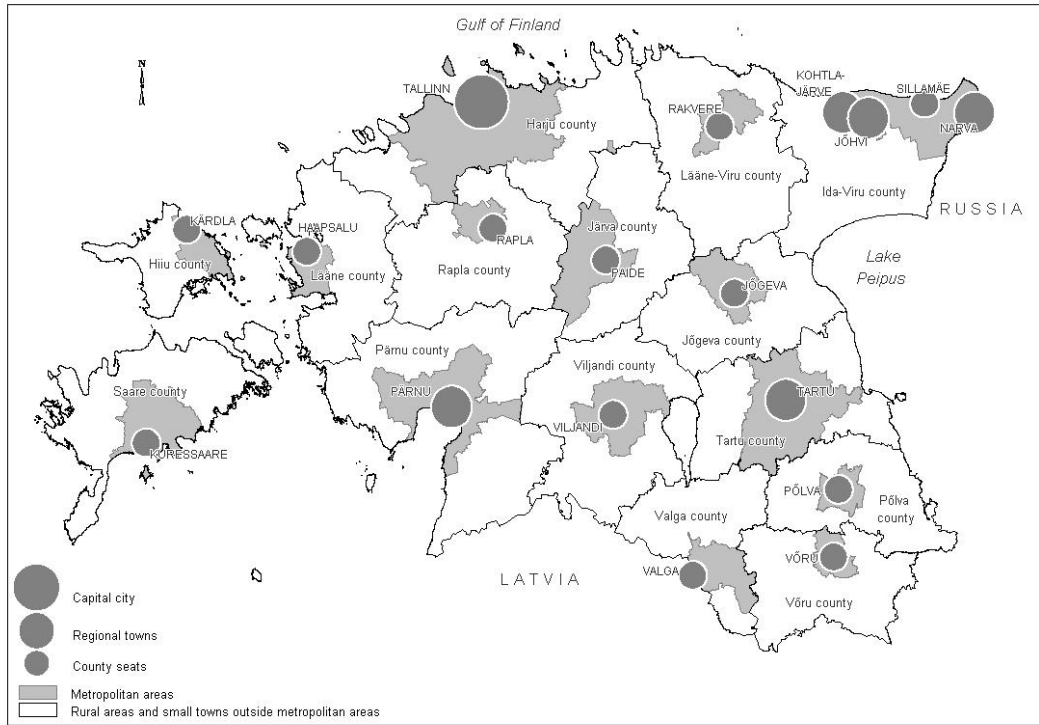 Gulf of Finland
N
TALLINN
Harju county
RAKVERE
Lääne-Viru county
KOHTLA-
JÄRVE
SILLAMÄE
JÕHVI
NARVA
Ida-Viru county
RUSSIA
KÄRDLA
Hiiu county
HAAPSALU
Lääne county
RAPLA
Rapla county
Järva county
PAIDE
Lake
Peipus
JÕGEVA
Jõgeva county
Pärnu county
PÄRNU
Viljandi county
VILJANDI
TARTU
Tartu county
Saare county
KURESSAARE
PÕLVA
Põlva
county
Valga county
VALGA
VÕRU
Võru county
LATVIA
Capital city
Regional towns
County seats
Metropolitan areas
Rural areas and small towns outside metropolitan areas